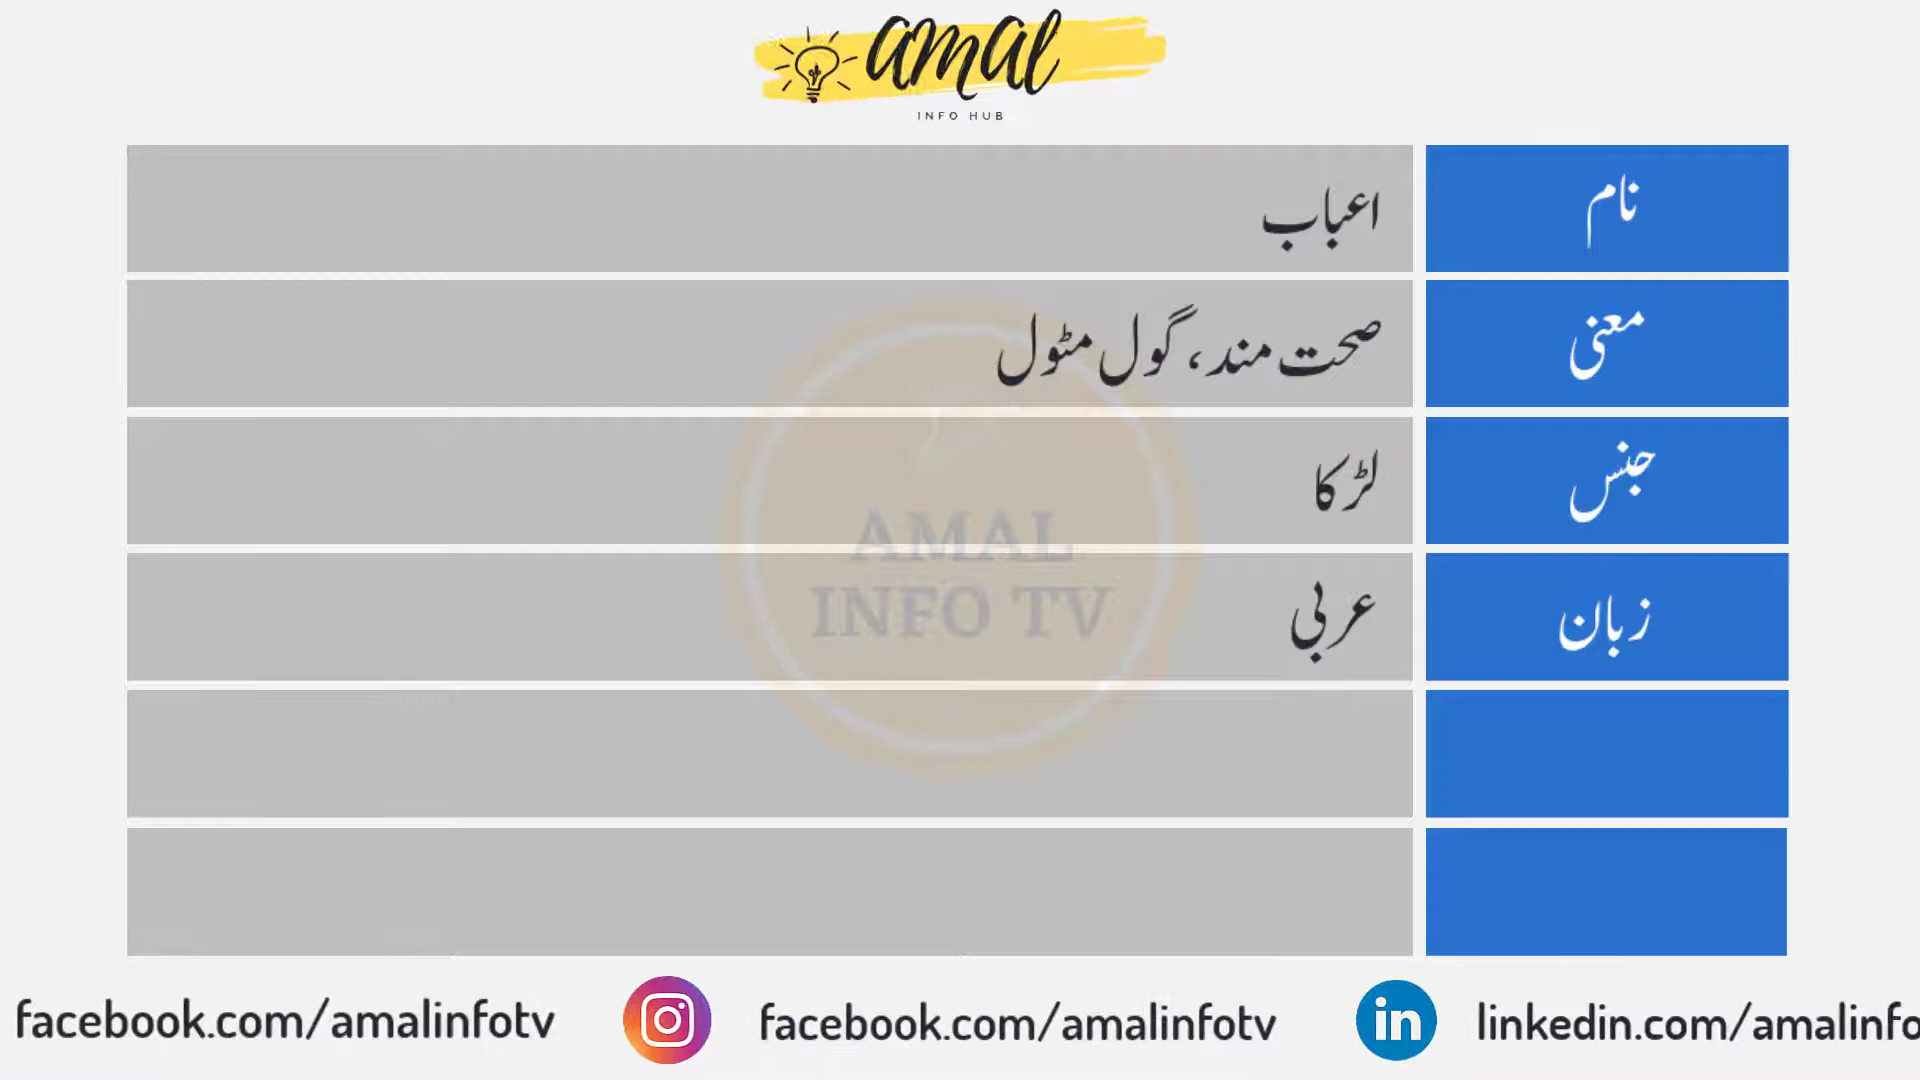 amal
INFO HUB
نام اعباب
معنی صحت مند، گول مٹول
جنس لڑکا
زبان عربی
AMAL
INFO TV
facebook.com/amalinfotv facebook.com/amalinfotv linkedin.com/amalinfo